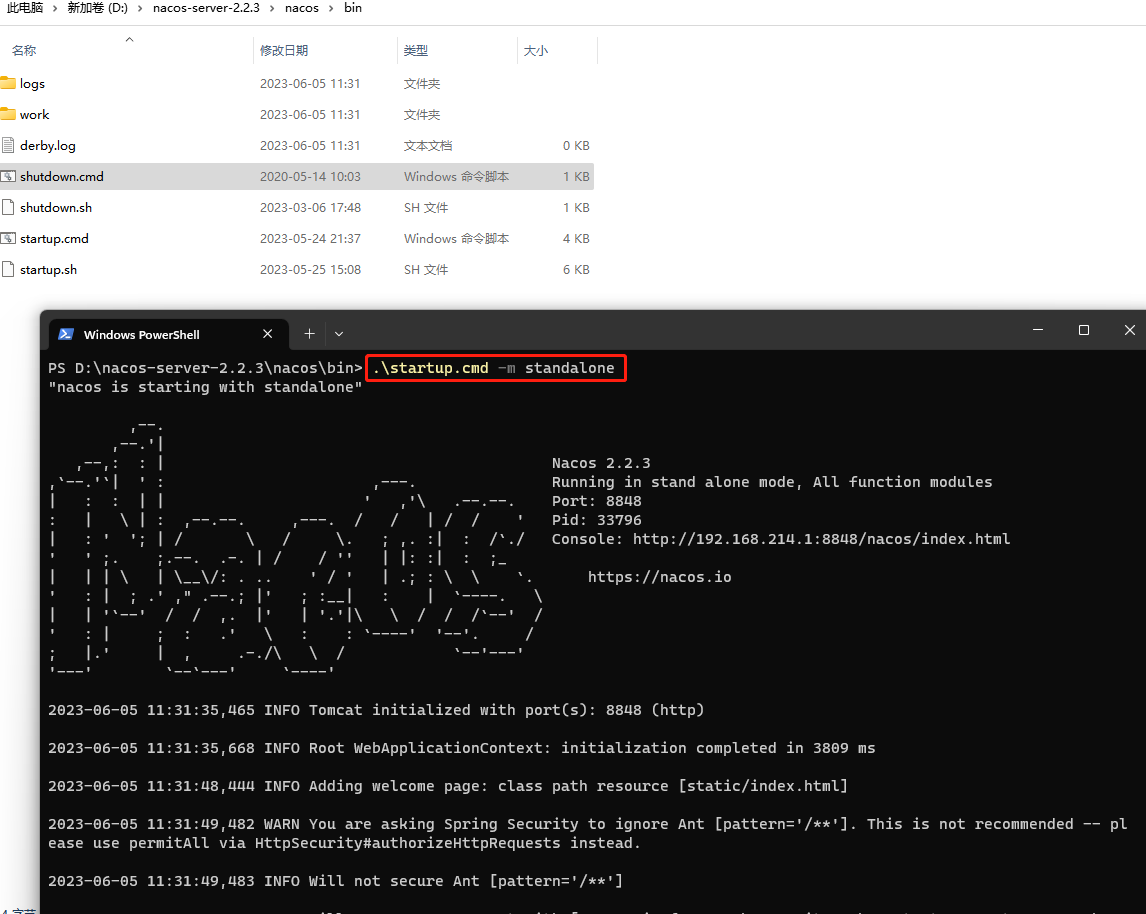 此电脑 > 新加卷 (D:) > nacos-server-2.2.3 > nacos > bin
名称 修改日期 类型 大小
logs 2023-06-05 11:31 文件夹
work 2023-06-05 11:31 文件夹
derby.log 2023-06-05 11:31 文本文档 0 KB
shutdown.cmd 2020-05-14 10:03 Windows 命令脚本 1 KB
shutdown.sh 2023-03-06 17:48 SH 文件 1 KB
startup.cmd 2023-05-24 21:37 Windows 命令脚本 4 KB
startup.sh 2023-05-25 15:08 SH 文件 6 KB
Windows PowerShell
PS D:\nacos-server-2.2.3\nacos\bin> .\startup.cmd -m standalone
"nacos is starting with standalone"
Nacos 2.2.3
Running in stand alone mode, All function modules
Port: 8848
Pid: 33796
Console: http://192.168.214.1:8848/nacos/index.html
https://nacos.io
2023-06-05 11:31:35,465 INFO Tomcat initialized with port(s): 8848 (http)
2023-06-05 11:31:35,668 INFO Root WebApplicationContext: initialization completed in 3809 ms
2023-06-05 11:31:48,444 INFO Adding welcome page: class path resource [static/index.html]
2023-06-05 11:31:49,482 WARN You are asking Spring Security to ignore Ant [pattern='/**']. This is not recommended -- pl
ease use permitAll via HttpSecurity#authorizeHttpRequests instead.
2023-06-05 11:31:49,483 INFO Will not secure Ant [pattern='/**']